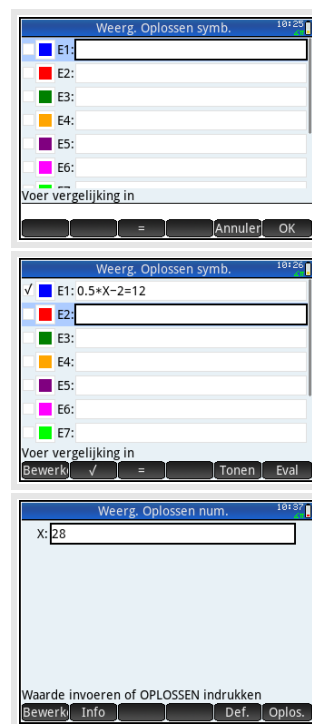 Weerg. Oplossen symb. 10:25
E1:
E2:
E3:
E4:
E5:
E6:
Voer vergelijking in
= Annuler OK
Weerg. Oplossen symb. 10:26
√ E1: 0.5*X-2=12
E2:
E3:
E4:
E5:
E6:
E7:
Voer vergelijking in
Bewerk √ = Tonen Eval
Weerg. Oplossen num. 10:37
X: 28
Waarde invoeren of OPLOSSEN indrukken
Bewerk Info Def. Oplos.